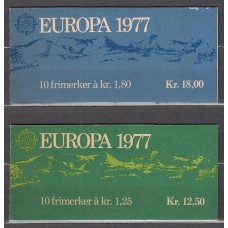 EUROPA 1977
10 frimerker à kr. 1,80 Kr. 18,00
EUROPA 1977
10 frimerker à kr. 1,25 Kr. 12,50